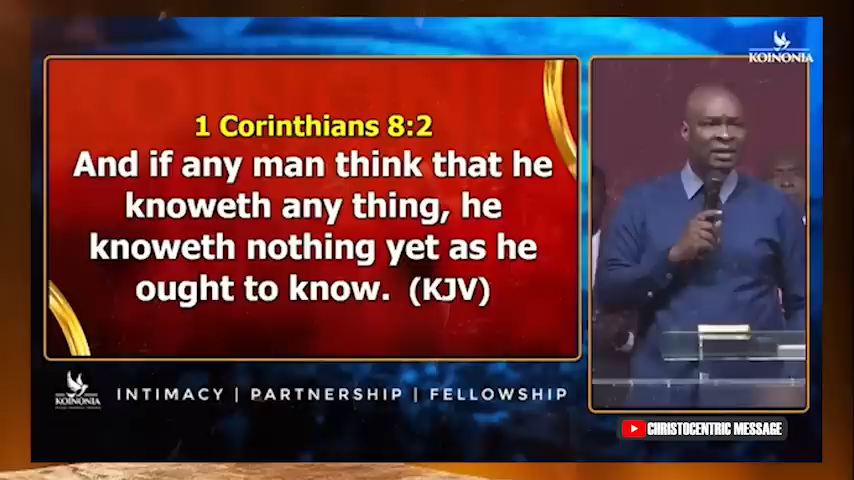 KOINONIA
1 Corinthians 8:2
And if any man think that he
knoweth any thing, he
knoweth nothing yet as he
ought to know. (KJV)
KOINONIA
INTIMACY | PARTNERSHIP | FELLOWSHIP
CHRISTOCENTRIC MESSAGE